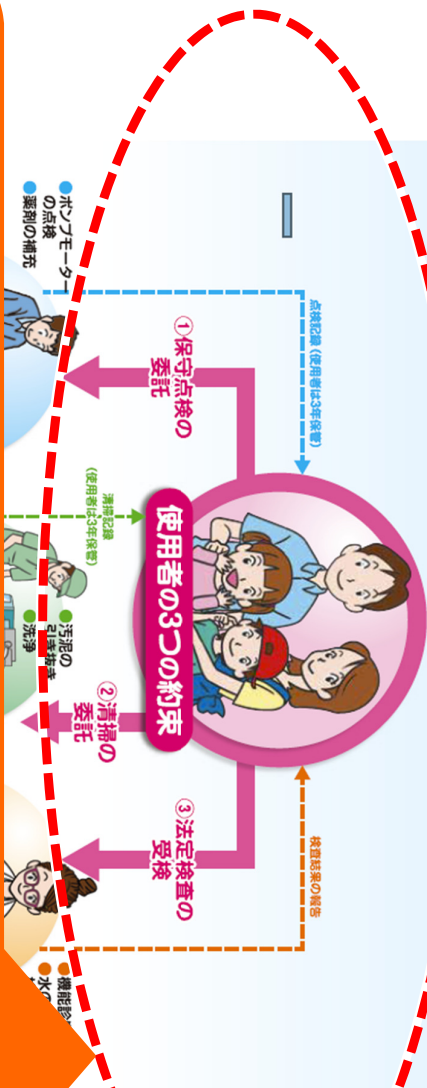 点検記録（使用者は3年保管）
●ポンプモーター
の点検
●薬剤の補充
①保守点検の
委託
使用者の3つの約束
清掃記録
（使用者は3年保管）
●汚泥の
引き抜き
●洗浄
②清掃の
委託
③法定検査の
受検
検査結果の報告
●機能診
●水の